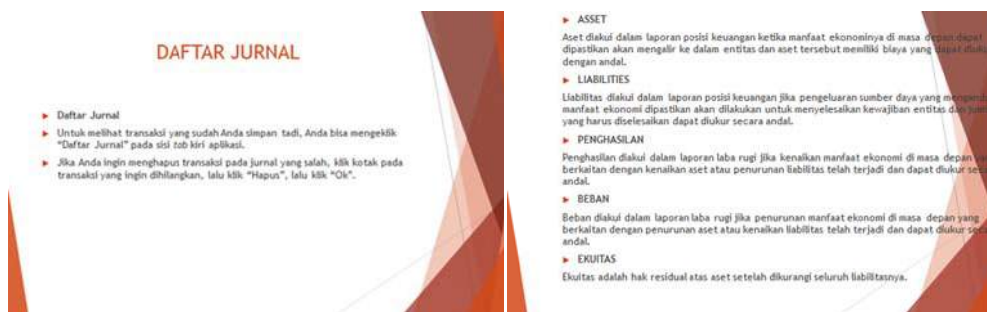 DAFTAR JURNAL
Daftar Jurnal
Untuk melihat transaksi yang sudah Anda simpan tadi, Anda bisa mengeklik
"Daftar Jurnal" pada sisi tab kiri aplikasi.
Jika Anda ingin menghapus transaksi pada jurnal yang salah, klik kotak pada
transaksi yang ingin dihilangkan, lalu klik "Hapus", lalu klik "Ok".
ASSET
Aset diakui dalam laporan posisi keuangan ketika manfaat ekonominya di masa depan dapat
dipastikan akan mengalir ke dalam entitas dan aset tersebut memiliki biaya yang dapat
dengan andal.
LIABILITIES
Liabilitas diakui dalam laporan posisi keuangan jika pengeluaran sumber daya yang
manfaat ekonomi dipastikan akan dilakukan untuk menyelesaikan kewajiban entitas dan
yang harus diselesaikan dapat diukur secara andal.
PENGHASILAN
Penghasilan diakui dalam laporan laba rugi jika kenaikan manfaat ekonomi di masa depan
berkaitan dengan kenaikan aset atau penurunan liabilitas telah terjadi dan dapat diukur
andal.
BEBAN
Beban diakui dalam laporan laba rugi jika penurunan manfaat ekonomi di masa depan yang
berkaitan dengan penurunan aset atau kenaikan liabilitas telah terjadi dan dapat diukur
andal.
EKUITAS
Ekuitas adalah hak residual atas aset setelah dikurangi seluruh liabilitasnya.